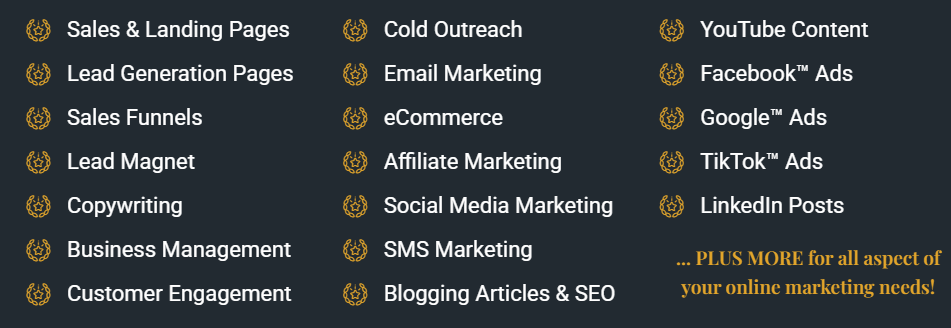 Sales & Landing Pages
Lead Generation Pages
Sales Funnels
Lead Magnet
Copywriting
Business Management
Customer Engagement
Cold Outreach
Email Marketing
eCommerce
Affiliate Marketing
Social Media Marketing
SMS Marketing
Blogging Articles & SEO
YouTube Content
Facebook™ Ads
Google™ Ads
TikTok™ Ads
LinkedIn Posts
... PLUS MORE for all aspect of
your online marketing needs!